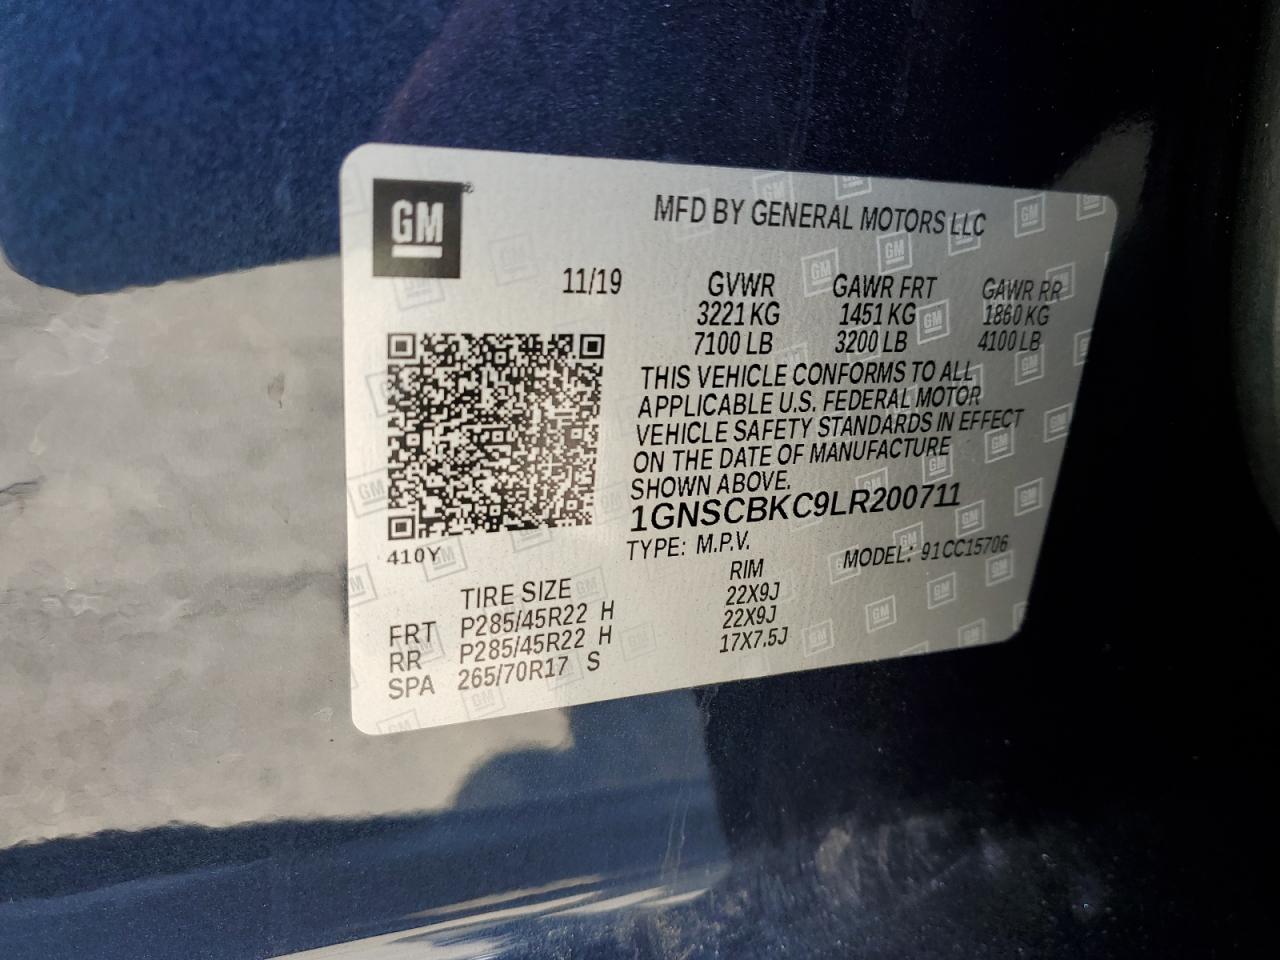 GM
MFD BY GENERAL MOTORS LLC
11/19 GVWR GAWR FRT GAWR RR
3221 KG 1451 KG 1860 KG
7100 LB 3200 LB 4100 LB
THIS VEHICLE CONFORMS TO ALL
APPLICABLE U.S. FEDERAL MOTOR
VEHICLE SAFETY STANDARDS IN EFFECT
ON THE DATE OF MANUFACTURE
SHOWN ABOVE.
1GNSCBKC9LR200711
410Y
TYPE: M.P.V. MODEL: 91CC15706
TIRE SIZE RIM
FRT P285/45R22 H 22X9J
RR P285/45R22 H 22X9J
SPA 265/70R17 S 17X7.5J